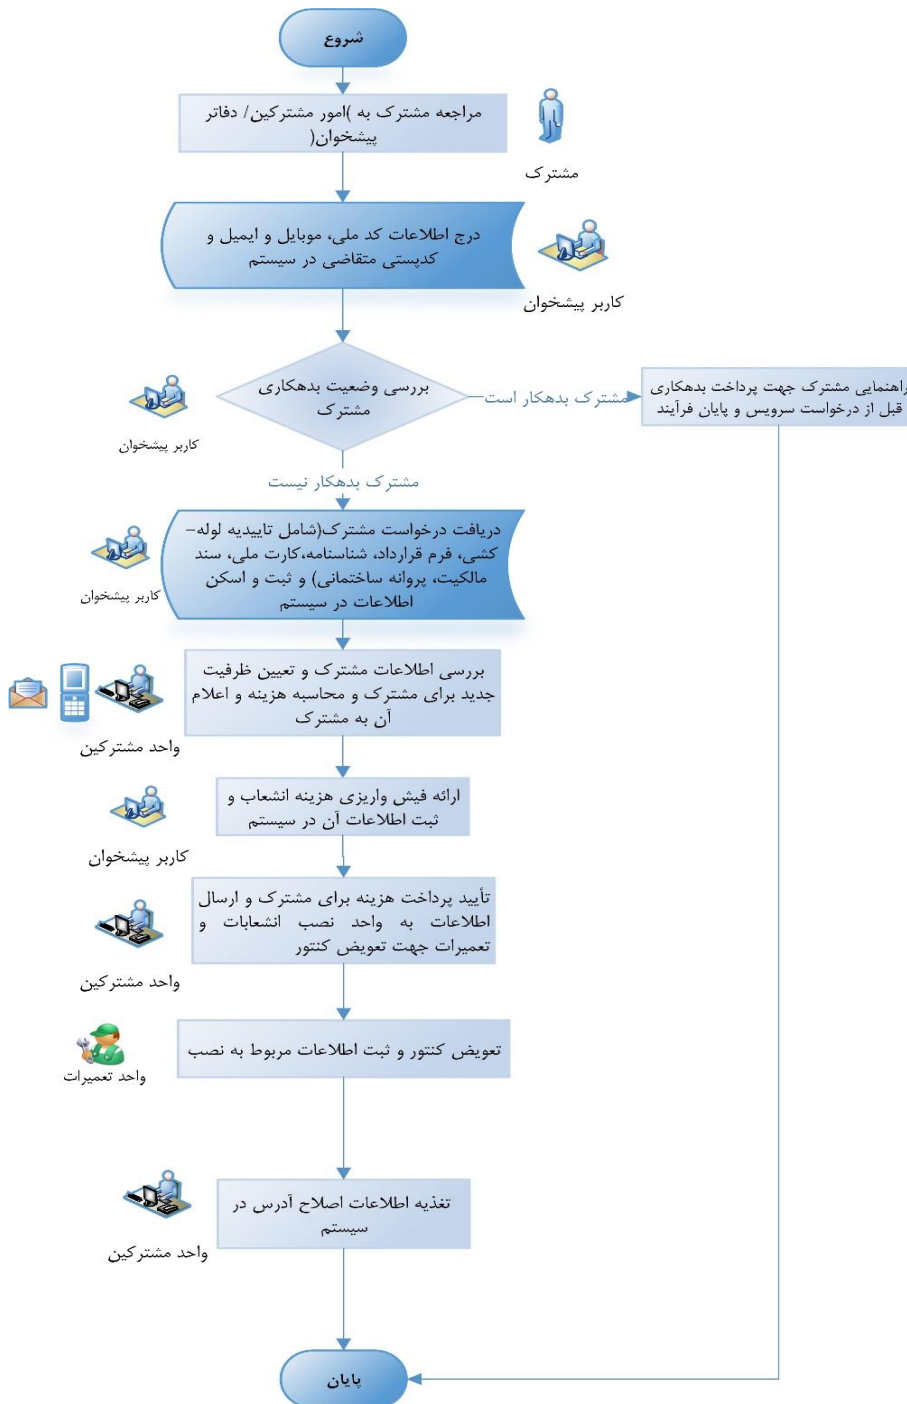 شروع
مراجعه مشترک به )امور مشترکین/ دفاتر
پیشخوان(
مشترک
درج اطلاعات کد ملی، موبایل و ایمیل و
کدپستی متقاضی در سیستم
کاربر پیشخوان
بررسی وضعیت بدهکاری
مشترک
کاربر پیشخوان
مشترک بدهکار است
راهنمایی مشترک جهت پرداخت بدهکاری
قبل از درخواست سرویس و پایان فرآیند
مشترک بدهکار نیست
دریافت درخواست مشترک(شامل تاییدیه لوله-
کشی، فرم قرارداد، شناسنامه،کارت ملی، سند
مالکیت، پروانه ساختمانی) و ثبت و اسکن
اطلاعات در سیستم
کاربر پیشخوان
بررسی اطلاعات مشترک و تعیین ظرفیت
جدید برای مشترک و محاسبه هزینه و اعلام
آن به مشترک
واحد مشترکین
ارائه فیش واریزی هزینه انشعاب و
ثبت اطلاعات آن در سیستم
کاربر پیشخوان
تأیید پرداخت هزینه برای مشترک و ارسال
اطلاعات به واحد نصب انشعابات و
تعمیرات جهت تعویض کنتور
واحد مشترکین
تعویض کنتور و ثبت اطلاعات مربوط به نصب
واحد تعمیرات
تغذیه اطلاعات اصلاح آدرس در
سیستم
واحد مشترکین
پایان